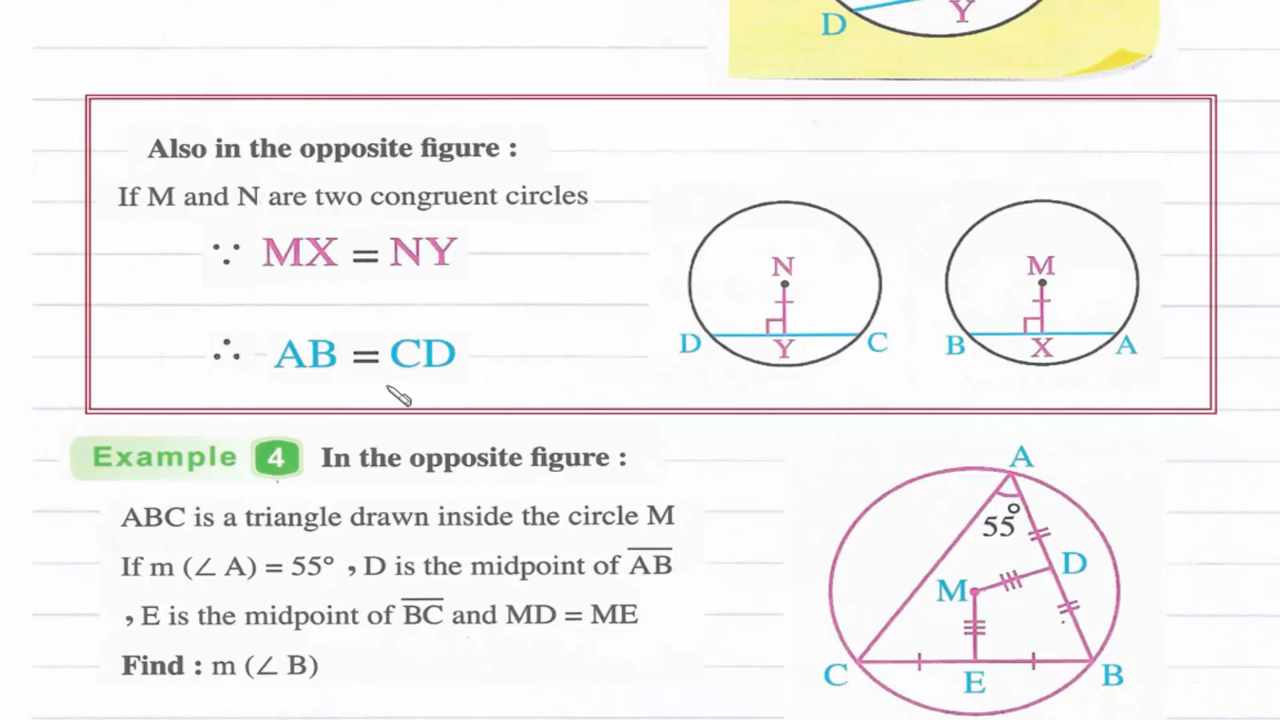 D
Y
Also in the opposite figure :
If M and N are two congruent circles
∵ MX = NY
∴ AB = CD
N
D
Y
C
M
B
X
A
Example 4 In the opposite figure :
ABC is a triangle drawn inside the circle M
If m (∠ A) = 55° , D is the midpoint of \overline{AB}
, E is the midpoint of \overline{BC} and MD = ME
Find : m (∠ B)
A
55°
D
M
C
E
B